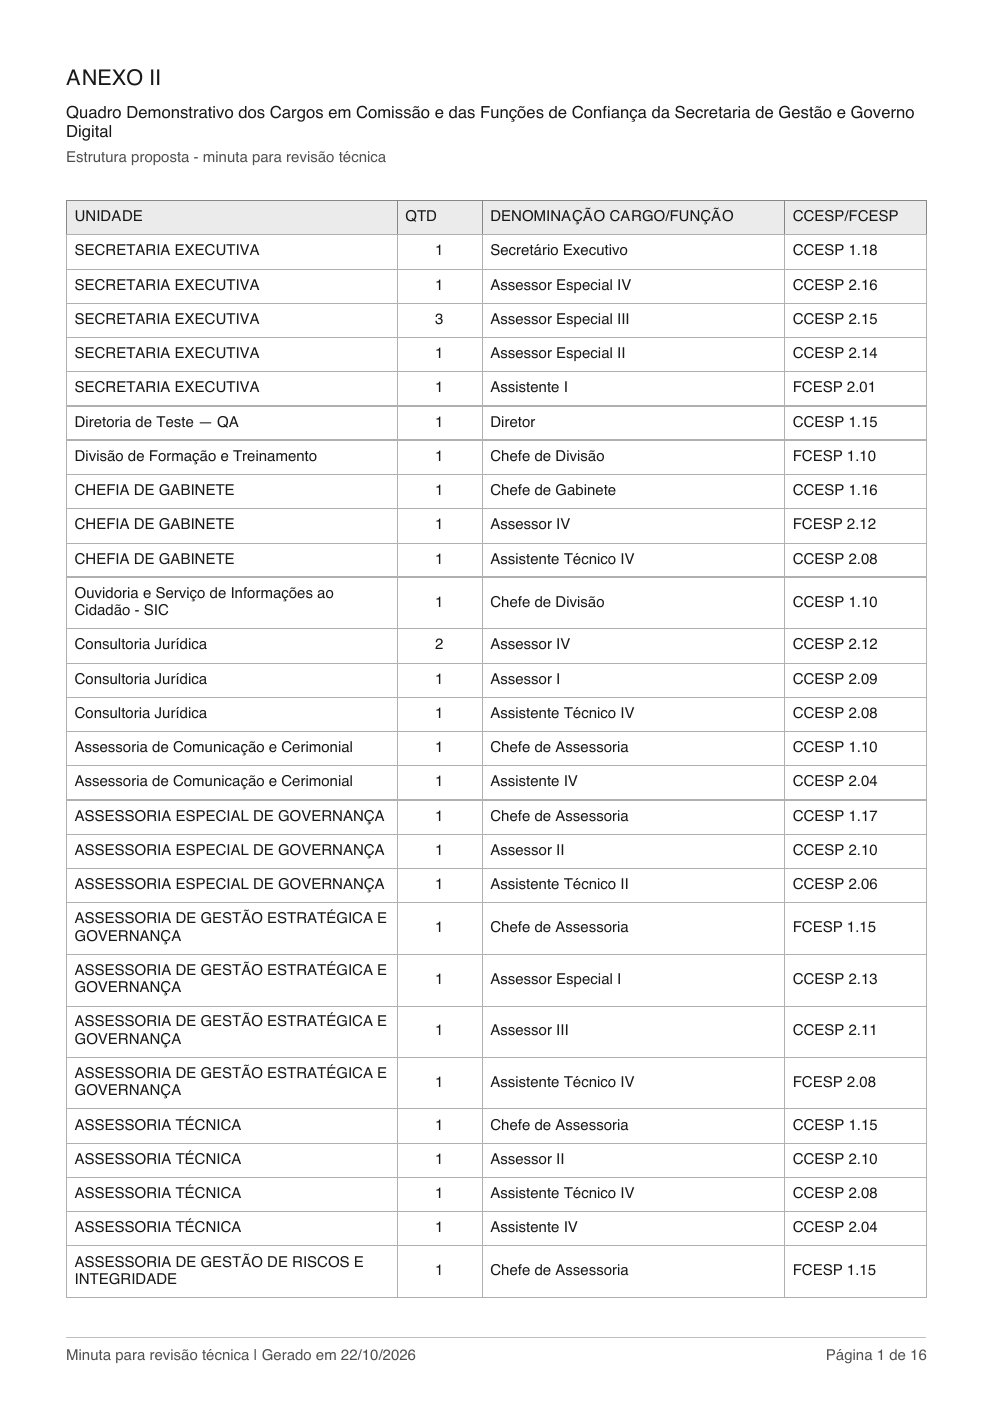 ANEXO II
Quadro Demonstrativo dos Cargos em Comissão e das Funções de Confiança da Secretaria de Gestão e Governo
Digital
Estrutura proposta - minuta para revisão técnica
UNIDADE QTD DENOMINAÇÃO CARGO/FUNÇÃO CCESP/FCESP
SECRETARIA EXECUTIVA 1 Secretário Executivo CCESP 1.18
SECRETARIA EXECUTIVA 1 Assessor Especial IV CCESP 2.16
SECRETARIA EXECUTIVA 3 Assessor Especial III CCESP 2.15
SECRETARIA EXECUTIVA 1 Assessor Especial II CCESP 2.14
SECRETARIA EXECUTIVA 1 Assistente I FCESP 2.01
Diretoria de Teste — QA 1 Diretor CCESP 1.15
Divisão de Formação e Treinamento 1 Chefe de Divisão FCESP 1.10
CHEFIA DE GABINETE 1 Chefe de Gabinete CCESP 1.16
CHEFIA DE GABINETE 1 Assessor IV FCESP 2.12
CHEFIA DE GABINETE 1 Assistente Técnico IV CCESP 2.08
Ouvidoria e Serviço de Informações ao
Cidadão - SIC 1 Chefe de Divisão CCESP 1.10
Consultoria Jurídica 2 Assessor IV CCESP 2.12
Consultoria Jurídica 1 Assessor I CCESP 2.09
Consultoria Jurídica 1 Assistente Técnico IV CCESP 2.08
Assessoria de Comunicação e Cerimonial 1 Chefe de Assessoria CCESP 1.10
Assessoria de Comunicação e Cerimonial 1 Assistente IV CCESP 2.04
ASSESSORIA ESPECIAL DE GOVERNANÇA 1 Chefe de Assessoria CCESP 1.17
ASSESSORIA ESPECIAL DE GOVERNANÇA 1 Assessor II CCESP 2.10
ASSESSORIA ESPECIAL DE GOVERNANÇA 1 Assistente Técnico II CCESP 2.06
ASSESSORIA DE GESTÃO ESTRATÉGICA E
GOVERNANÇA 1 Chefe de Assessoria FCESP 1.15
ASSESSORIA DE GESTÃO ESTRATÉGICA E
GOVERNANÇA 1 Assessor Especial I CCESP 2.13
ASSESSORIA DE GESTÃO ESTRATÉGICA E
GOVERNANÇA 1 Assessor III CCESP 2.11
ASSESSORIA DE GESTÃO ESTRATÉGICA E
GOVERNANÇA 1 Assistente Técnico IV FCESP 2.08
ASSESSORIA TÉCNICA 1 Chefe de Assessoria CCESP 1.15
ASSESSORIA TÉCNICA 1 Assessor II CCESP 2.10
ASSESSORIA TÉCNICA 1 Assistente Técnico IV CCESP 2.08
ASSESSORIA TÉCNICA 1 Assistente IV CCESP 2.04
ASSESSORIA DE GESTÃO DE RISCOS E
INTEGRIDADE 1 Chefe de Assessoria FCESP 1.15
Minuta para revisão técnica | Gerado em 22/10/2026 Página 1 de 16